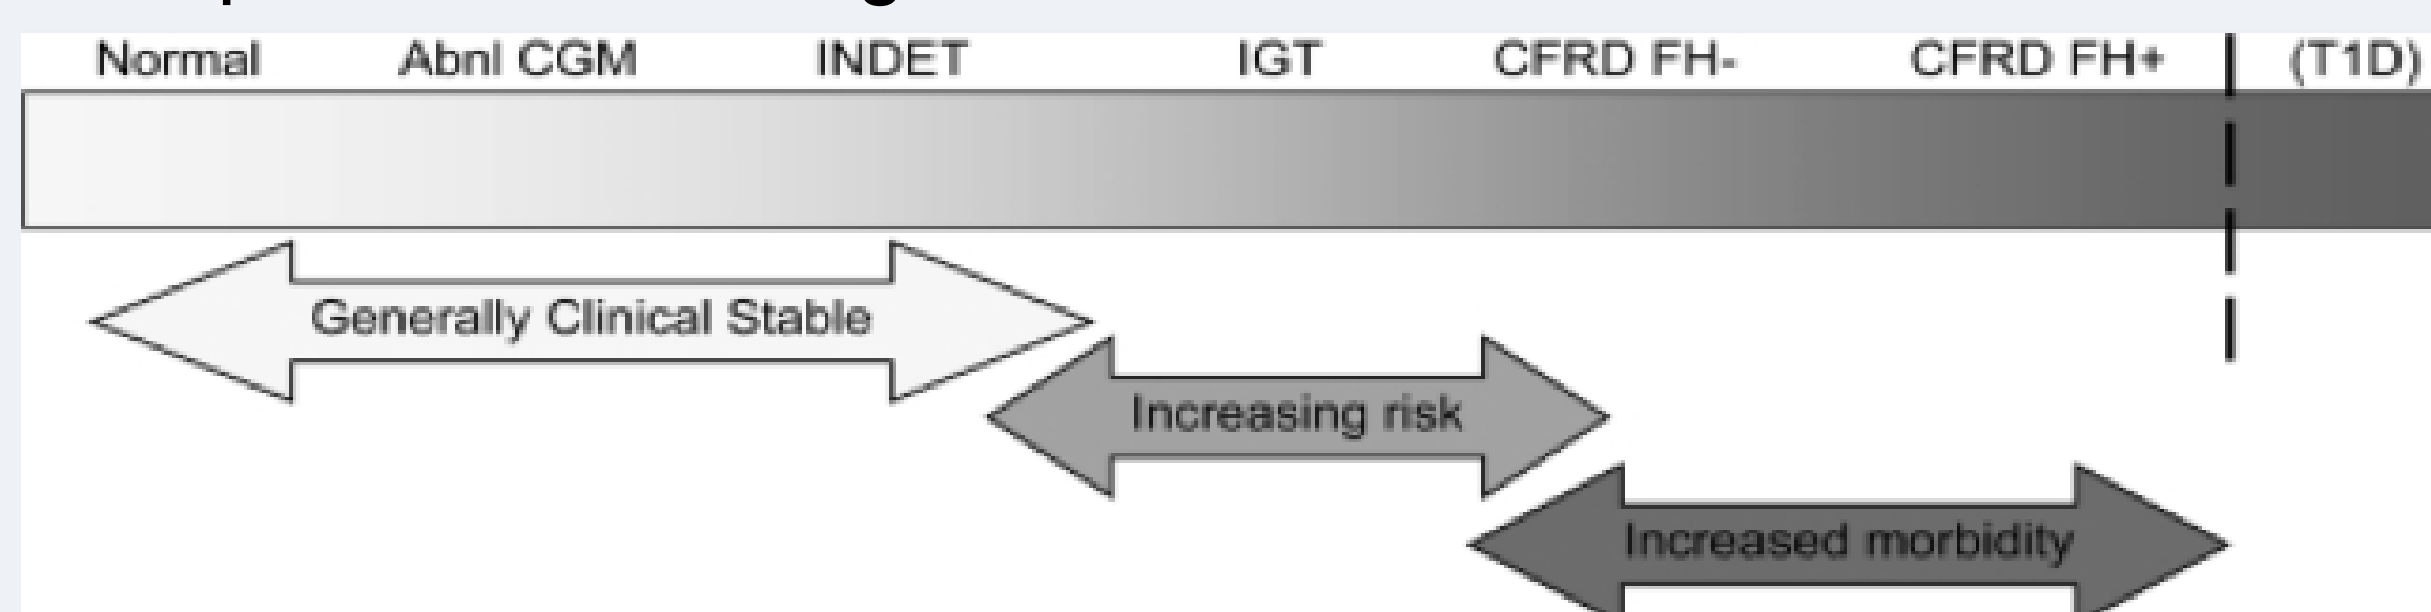 Normal Abnl CGM INDET IGT CFRD FH- CFRD FH+ (T1D)
Generally Clinical Stable
Increasing risk
Increased morbidity